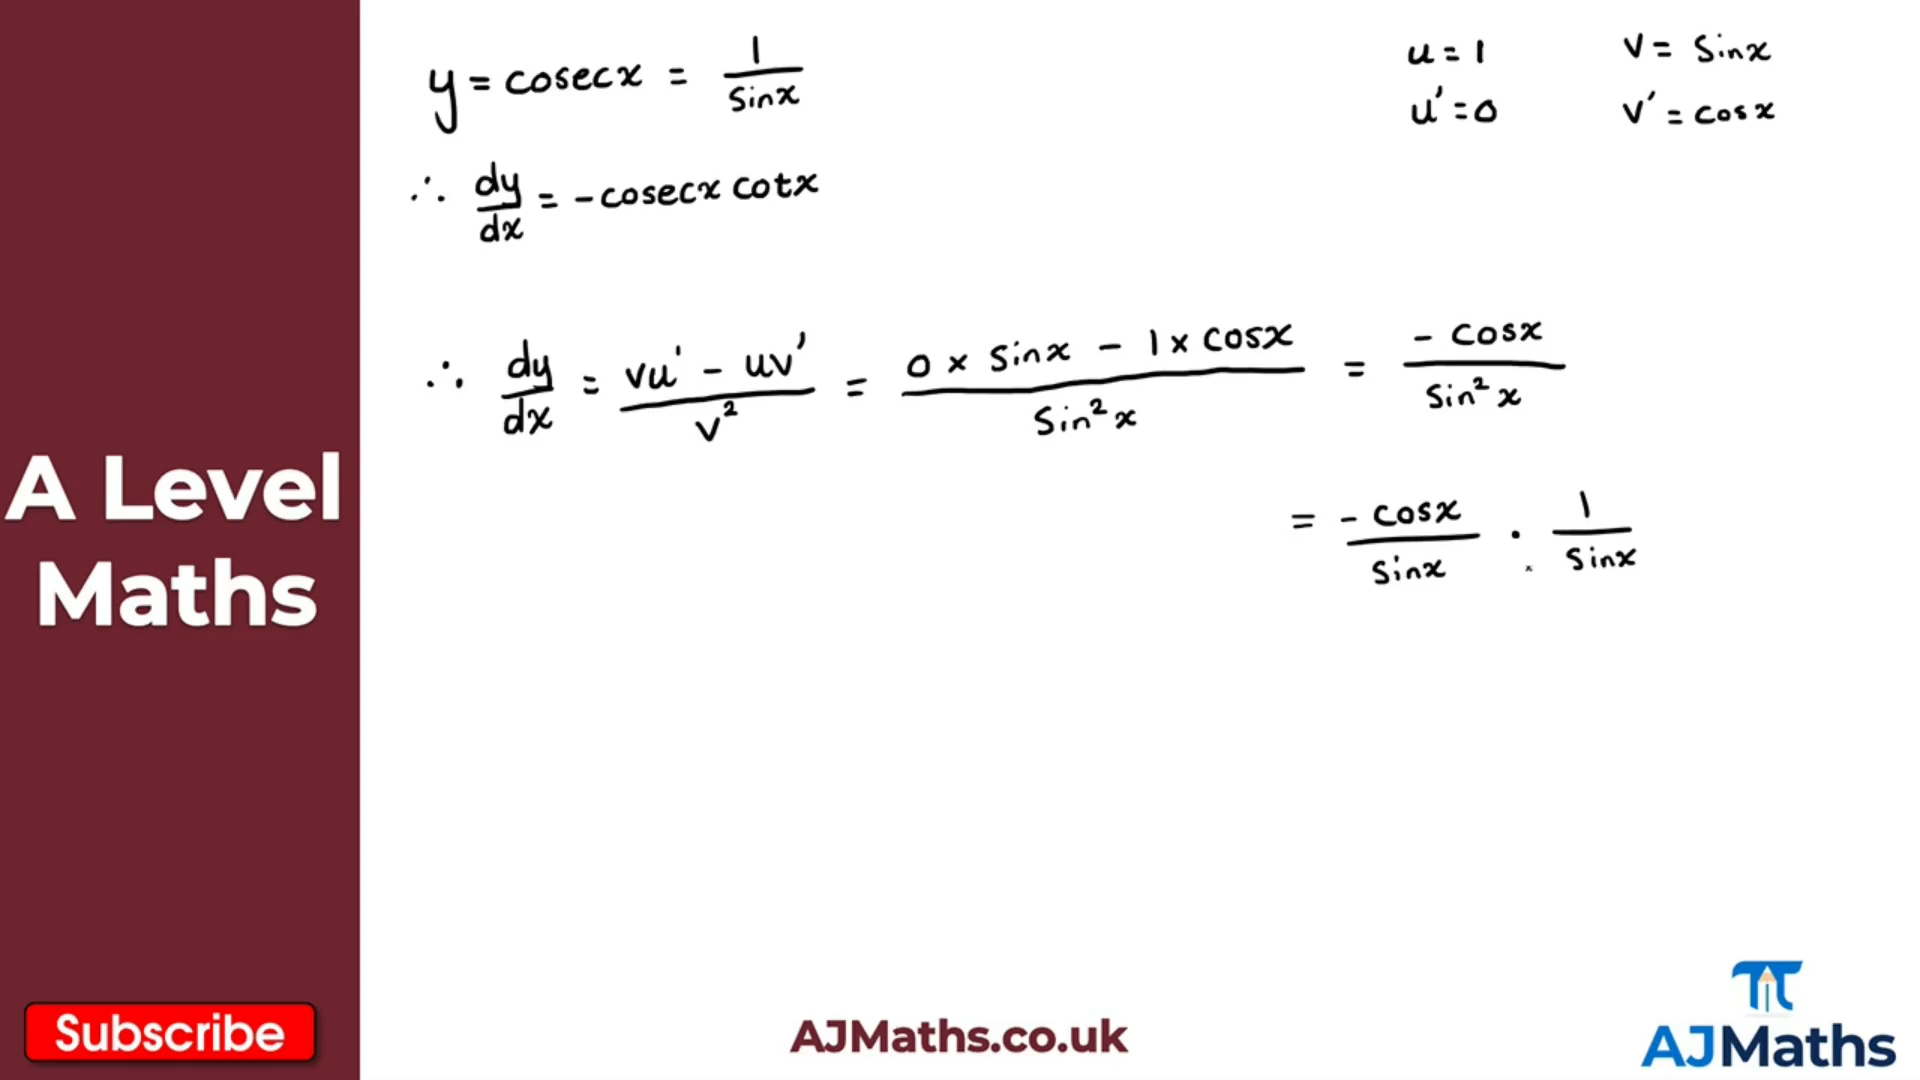 y = cosecx = 1/sinx
u = 1 v = sinx
u' = 0 v' = cosx
∴ dy/dx = -cosecx cotx
∴ dy/dx = (vu' - uv')/v² = (0 × sinx - 1 × cosx)/sin²x = -cosx/sin²x
= -cosx/sinx · 1/sinx
A Level
Maths
Subscribe
AJMaths.co.uk
AJMaths